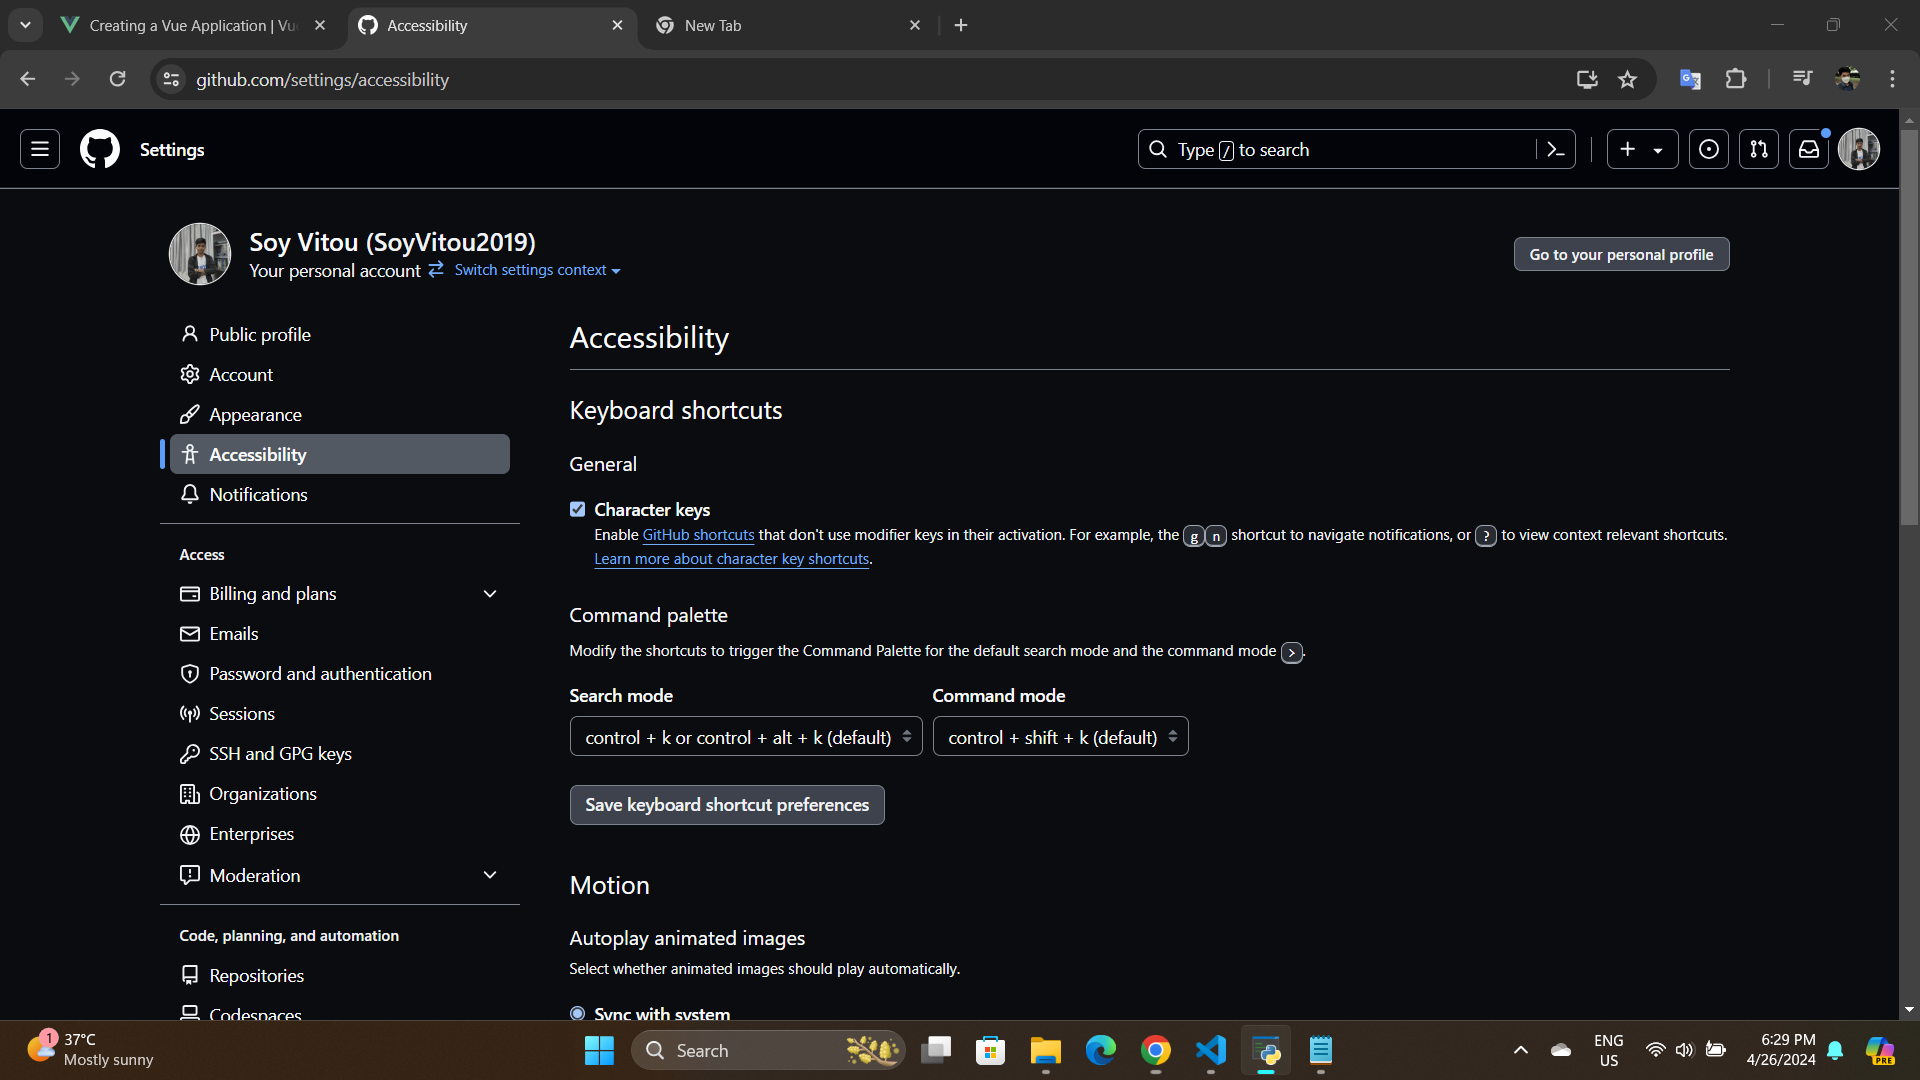 Creating a Vue Application | Vue
Accessibility
New Tab
github.com/settings/accessibility
Settings
Type / to search
Soy Vitou (SoyVitou2019)
Your personal account Switch settings context
Go to your personal profile
Public profile
Account
Appearance
Accessibility
Notifications
Access
Billing and plans
Emails
Password and authentication
Sessions
SSH and GPG keys
Organizations
Enterprises
Moderation
Code, planning, and automation
Repositories
Codespaces
Accessibility
Keyboard shortcuts
General
Character keys
Enable GitHub shortcuts that don't use modifier keys in their activation. For example, the g n shortcut to navigate notifications, or ? to view context relevant shortcuts.
Learn more about character key shortcuts.
Command palette
Modify the shortcuts to trigger the Command Palette for the default search mode and the command mode >.
Search mode
Command mode
control + k or control + alt + k (default)
control + shift + k (default)
Save keyboard shortcut preferences
Motion
Autoplay animated images
Select whether animated images should play automatically.
Sync with system
1
37°C
Mostly sunny
Search
ENG
US
6:29 PM
4/26/2024
PRE